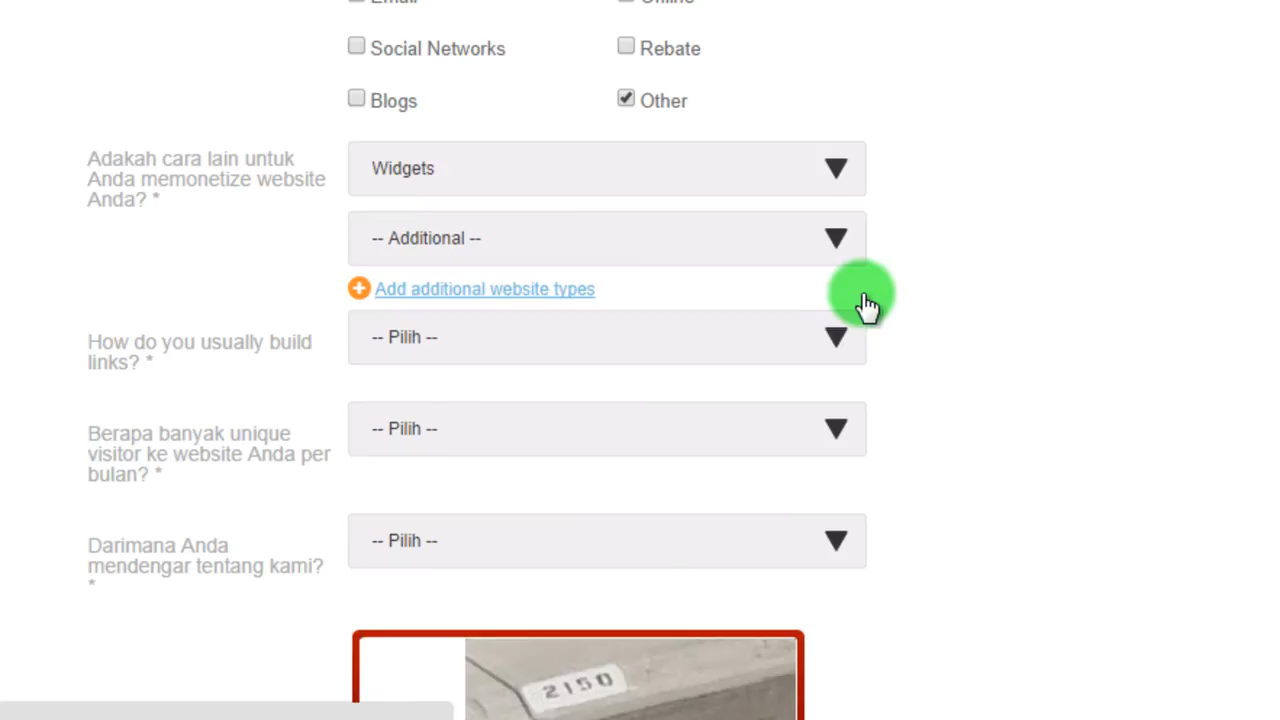 Email Online
Social Networks Rebate
Blogs Other
Adakah cara lain untuk
Anda memonetize website
Anda? *
Widgets
-- Additional --
Add additional website types
How do you usually build
links? *
-- Pilih --
Berapa banyak unique
visitor ke website Anda per
bulan? *
-- Pilih --
Darimana Anda
mendengar tentang kami?
*
-- Pilih --
2150